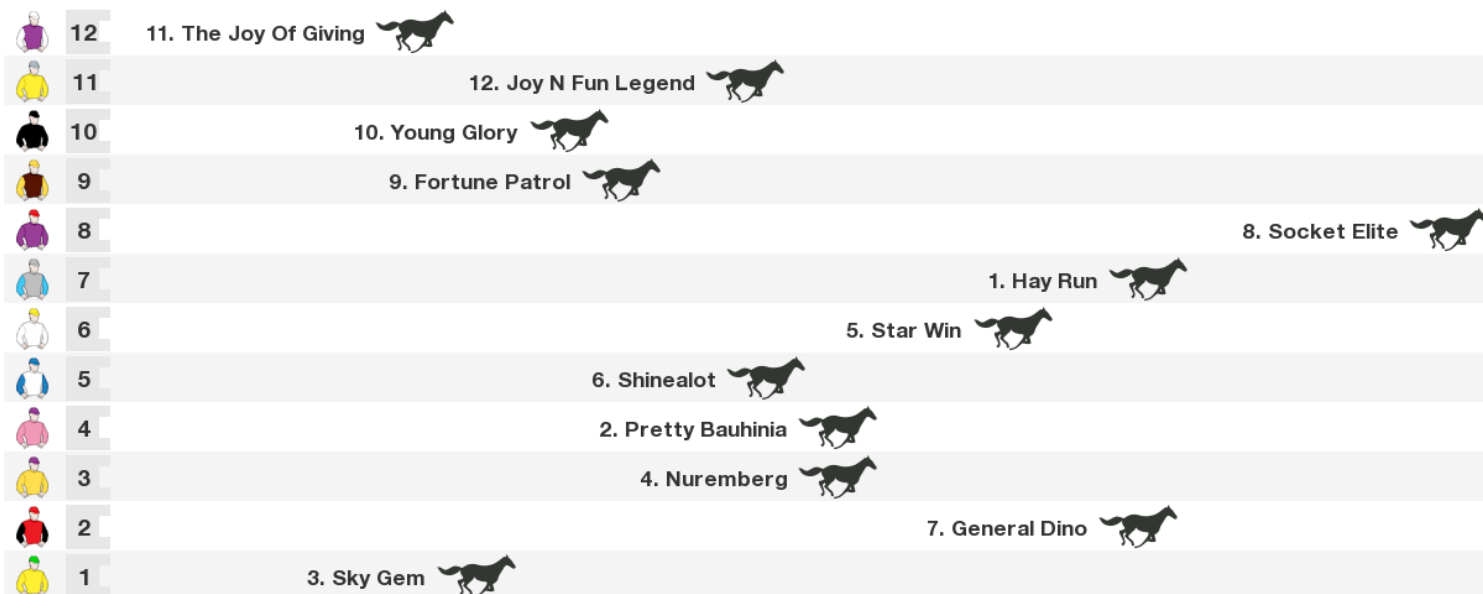 12 11. The Joy Of Giving
11 12. Joy N Fun Legend
10 10. Young Glory
9 9. Fortune Patrol
8 8. Socket Elite
7 1. Hay Run
6 5. Star Win
5 6. Shinealot
4 2. Pretty Bauhinia
3 4. Nuremberg
2 7. General Dino
1 3. Sky Gem